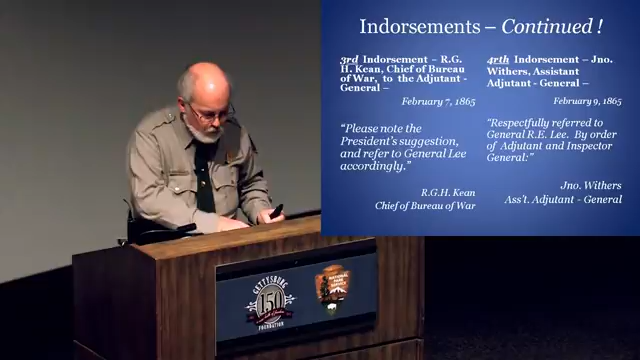 Indorsements – Continued !
3rd Indorsement – R.G.
H. Kean, Chief of Bureau
of War, to the Adjutant -
General –
February 7, 1865
“Please note the
President’s suggestion,
and refer to General Lee
accordingly.”
R.G.H. Kean
Chief of Bureau of War
4rth Indorsement – Jno.
Withers, Assistant
Adjutant - General –
February 9, 1865
“Respectfully referred to
General R.E. Lee. By order
of Adjutant and Inspector
General:”
Jno. Withers
Ass’t. Adjutant - General
GETTYSBURG
150
FOUNDATION
NATIONAL
PARK
SERVICE